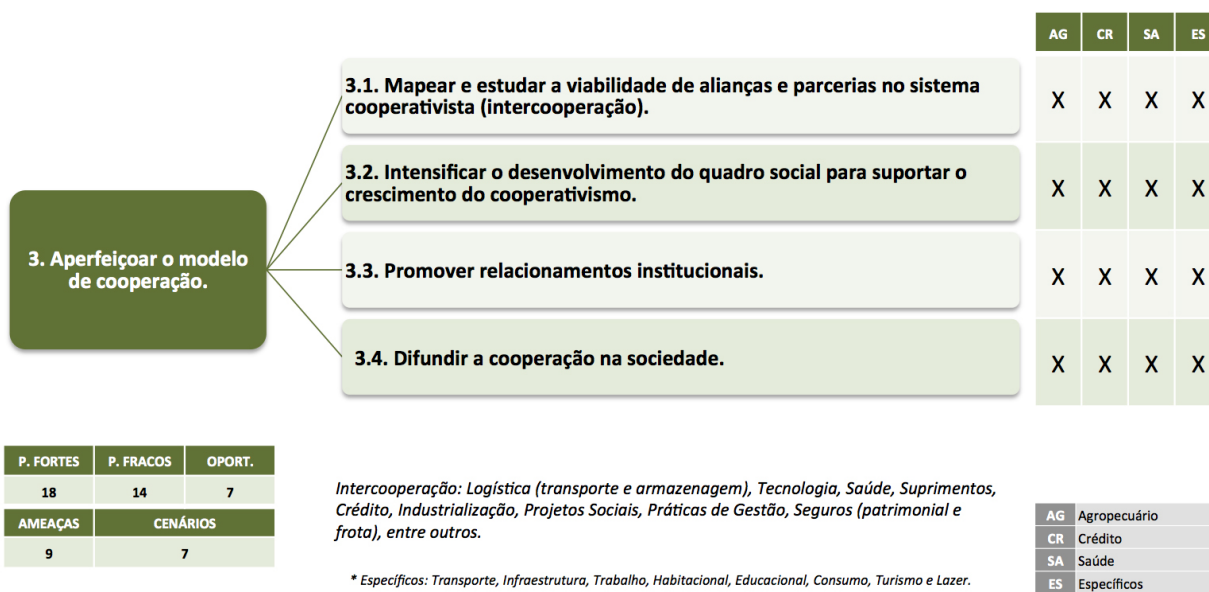 AG CR SA ES
3.1. Mapear e estudar a viabilidade de alianças e parcerias no sistema
cooperativista (intercooperação).
X X X X
3.2. Intensificar o desenvolvimento do quadro social para suportar o
crescimento do cooperativismo.
X X X X
3. Aperfeiçoar o modelo
de cooperação.
3.3. Promover relacionamentos institucionais.
X X X X
3.4. Difundir a cooperação na sociedade.
X X X X
P. FORTES P. FRACOS OPORT.
18 14 7
AMEAÇAS CENÁRIOS
9 7
Intercooperação: Logística (transporte e armazenagem), Tecnologia, Saúde, Suprimentos,
Crédito, Industrialização, Projetos Sociais, Práticas de Gestão, Seguros (patrimonial e
frota), entre outros.
* Específicos: Transporte, Infraestrutura, Trabalho, Habitacional, Educacional, Consumo, Turismo e Lazer.
AG Agropecuário
CR Crédito
SA Saúde
ES Específicos